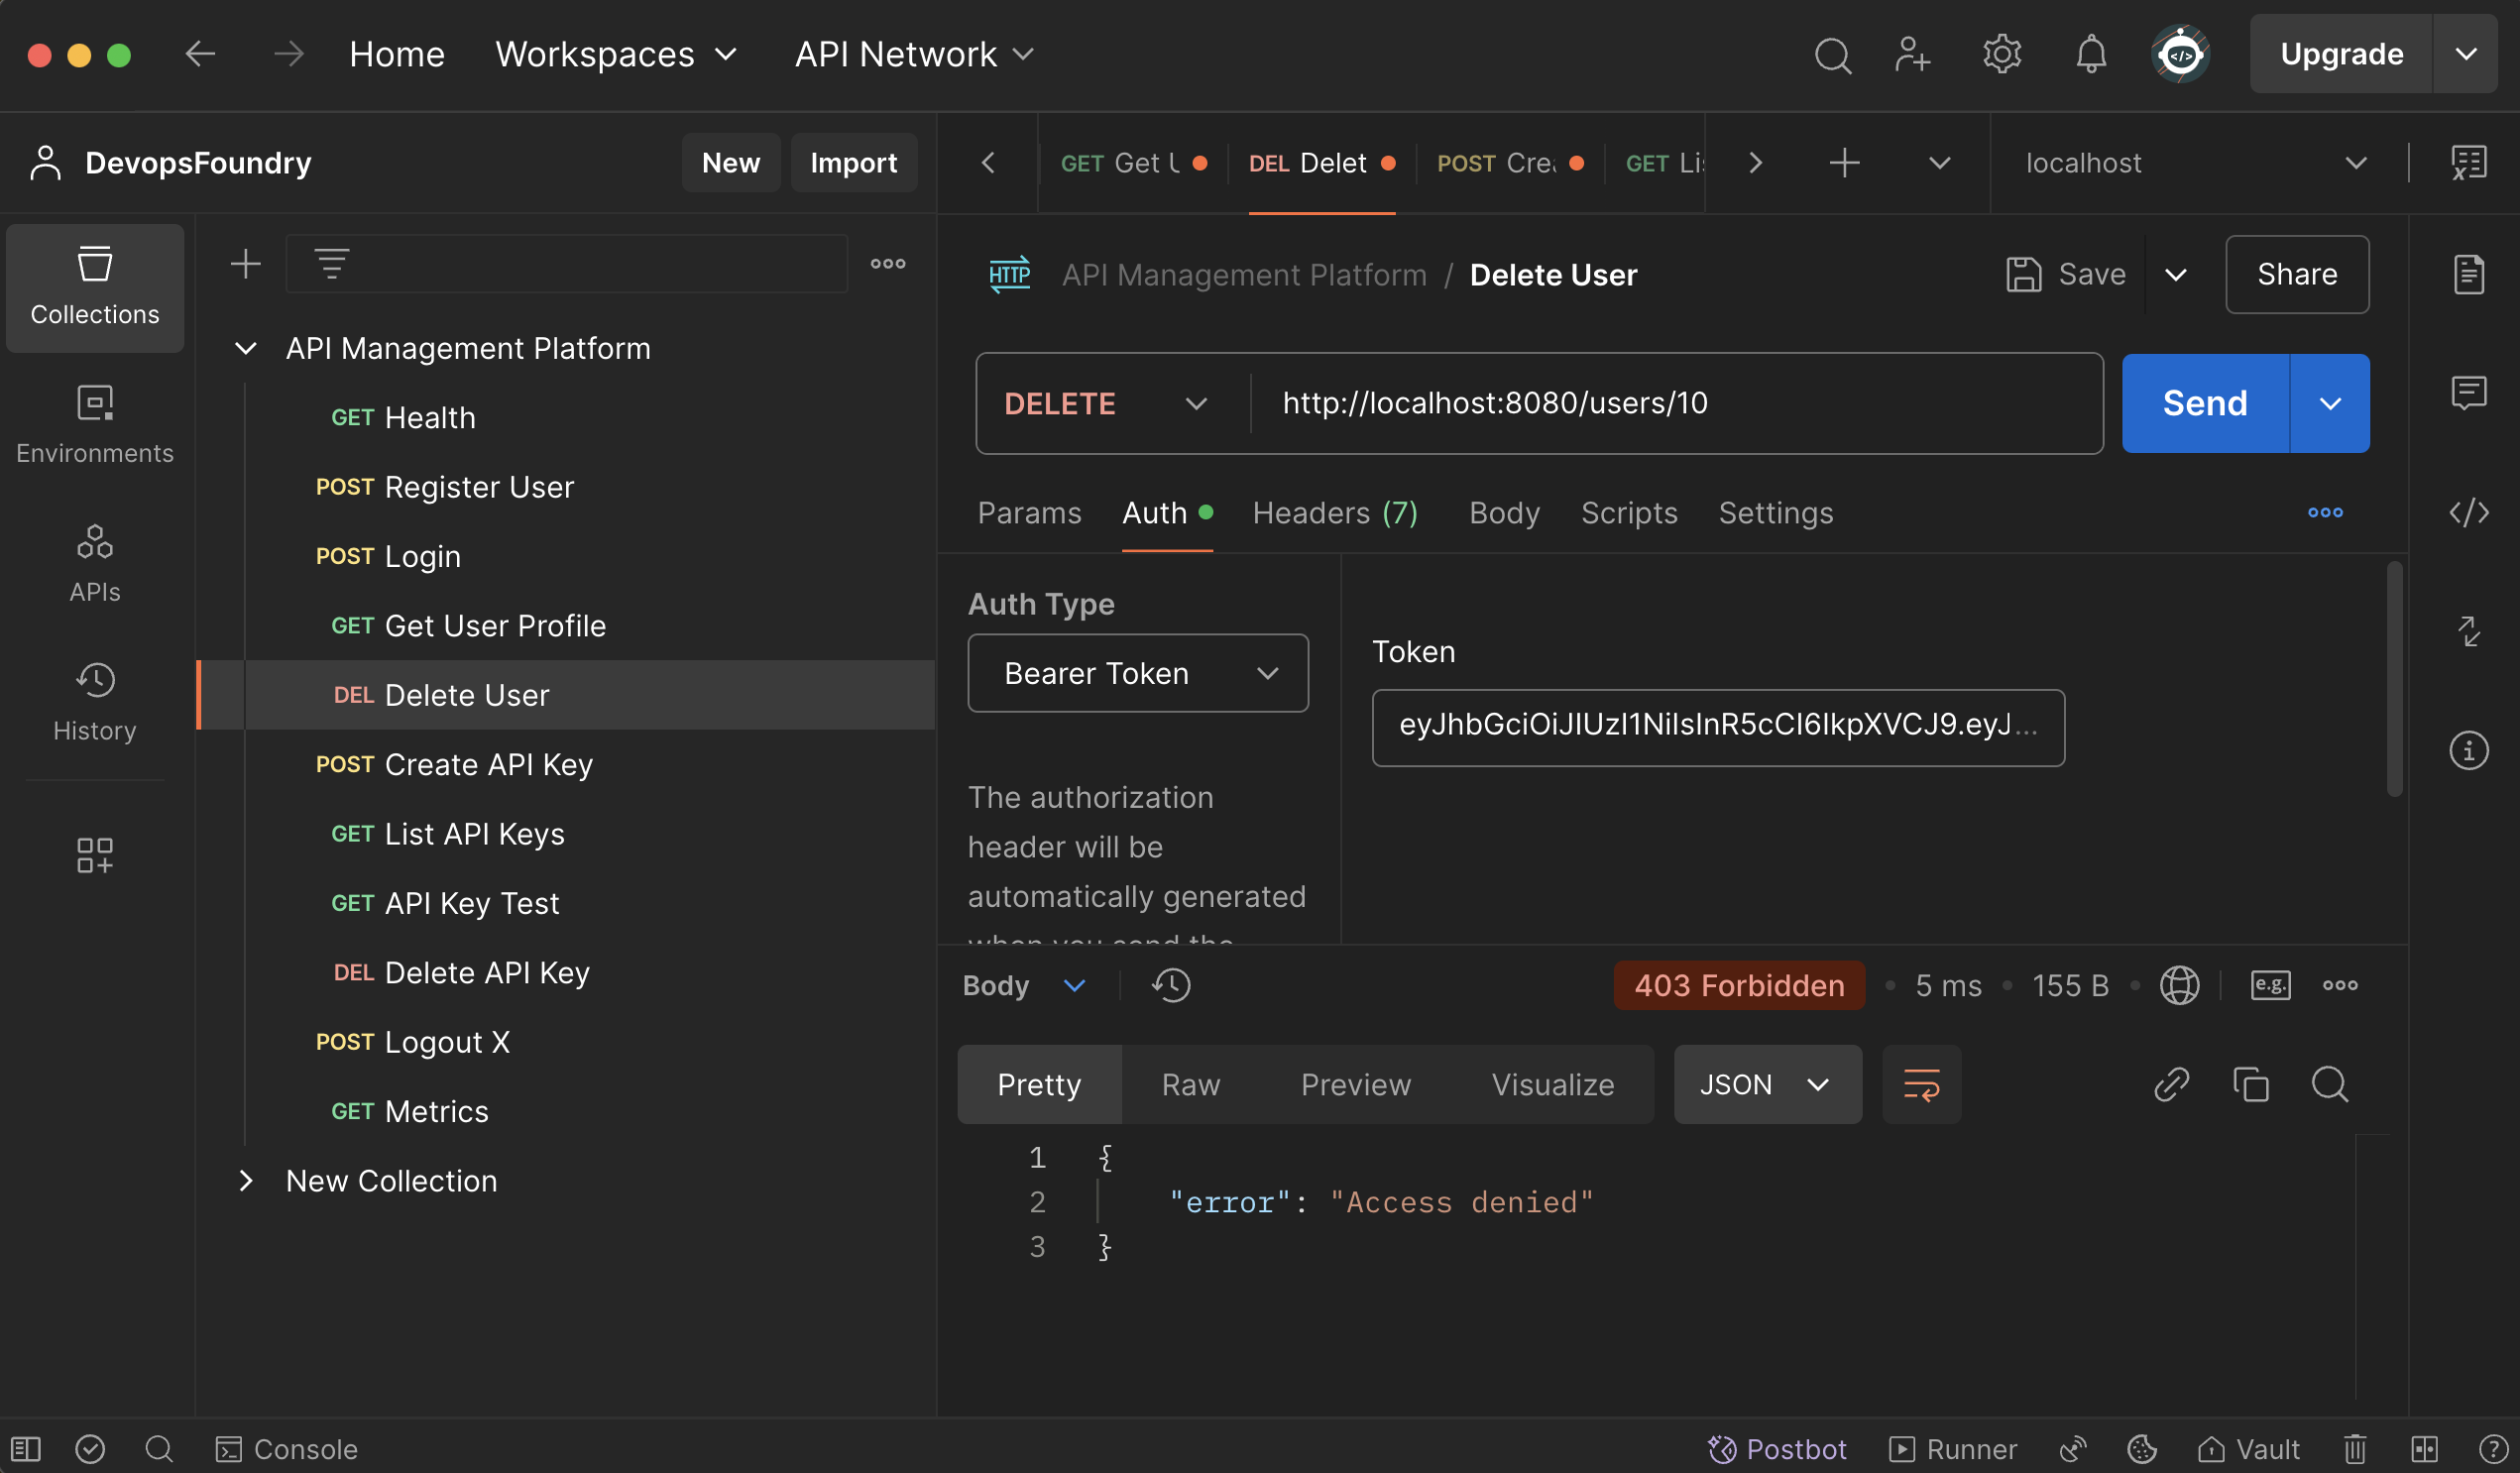 Home Workspaces API Network Upgrade
DevopsFoundry New Import
GET Get DEL Delet POST Cre GET Li localhost
Collections
Environments
APIs
History
API Management Platform
GET Health
POST Register User
POST Login
GET Get User Profile
DEL Delete User
POST Create API Key
GET List API Keys
GET API Key Test
DEL Delete API Key
POST Logout X
GET Metrics
New Collection
HTTP API Management Platform / Delete User Save Share
DELETE http://localhost:8080/users/10 Send
Params Auth Headers (7) Body Scripts Settings
Auth Type
Bearer Token
The authorization
header will be
automatically generated
when you send the
Token
eyJhbGciOiJIUzI1NiIsInR5cCI6IkpXVCJ9.eyJ...
Body 403 Forbidden • 5 ms • 155 B • e.g.
Pretty Raw Preview Visualize JSON
1 {
2 "error": "Access denied"
3 }
Console Postbot Runner Vault